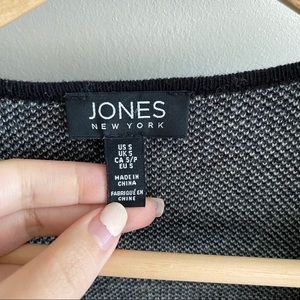 JONES
NEW YORK
US S
UK S
CA S/P
EU S
MADE IN
CHINA
FABRIQUÉ EN
CHINE